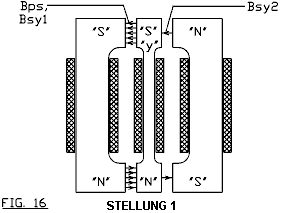 Bps,
Bsy1
Bsy2
"S" "S" "N"
"y"
"N" "N" "S"
FIG. 16
STELLUNG 1